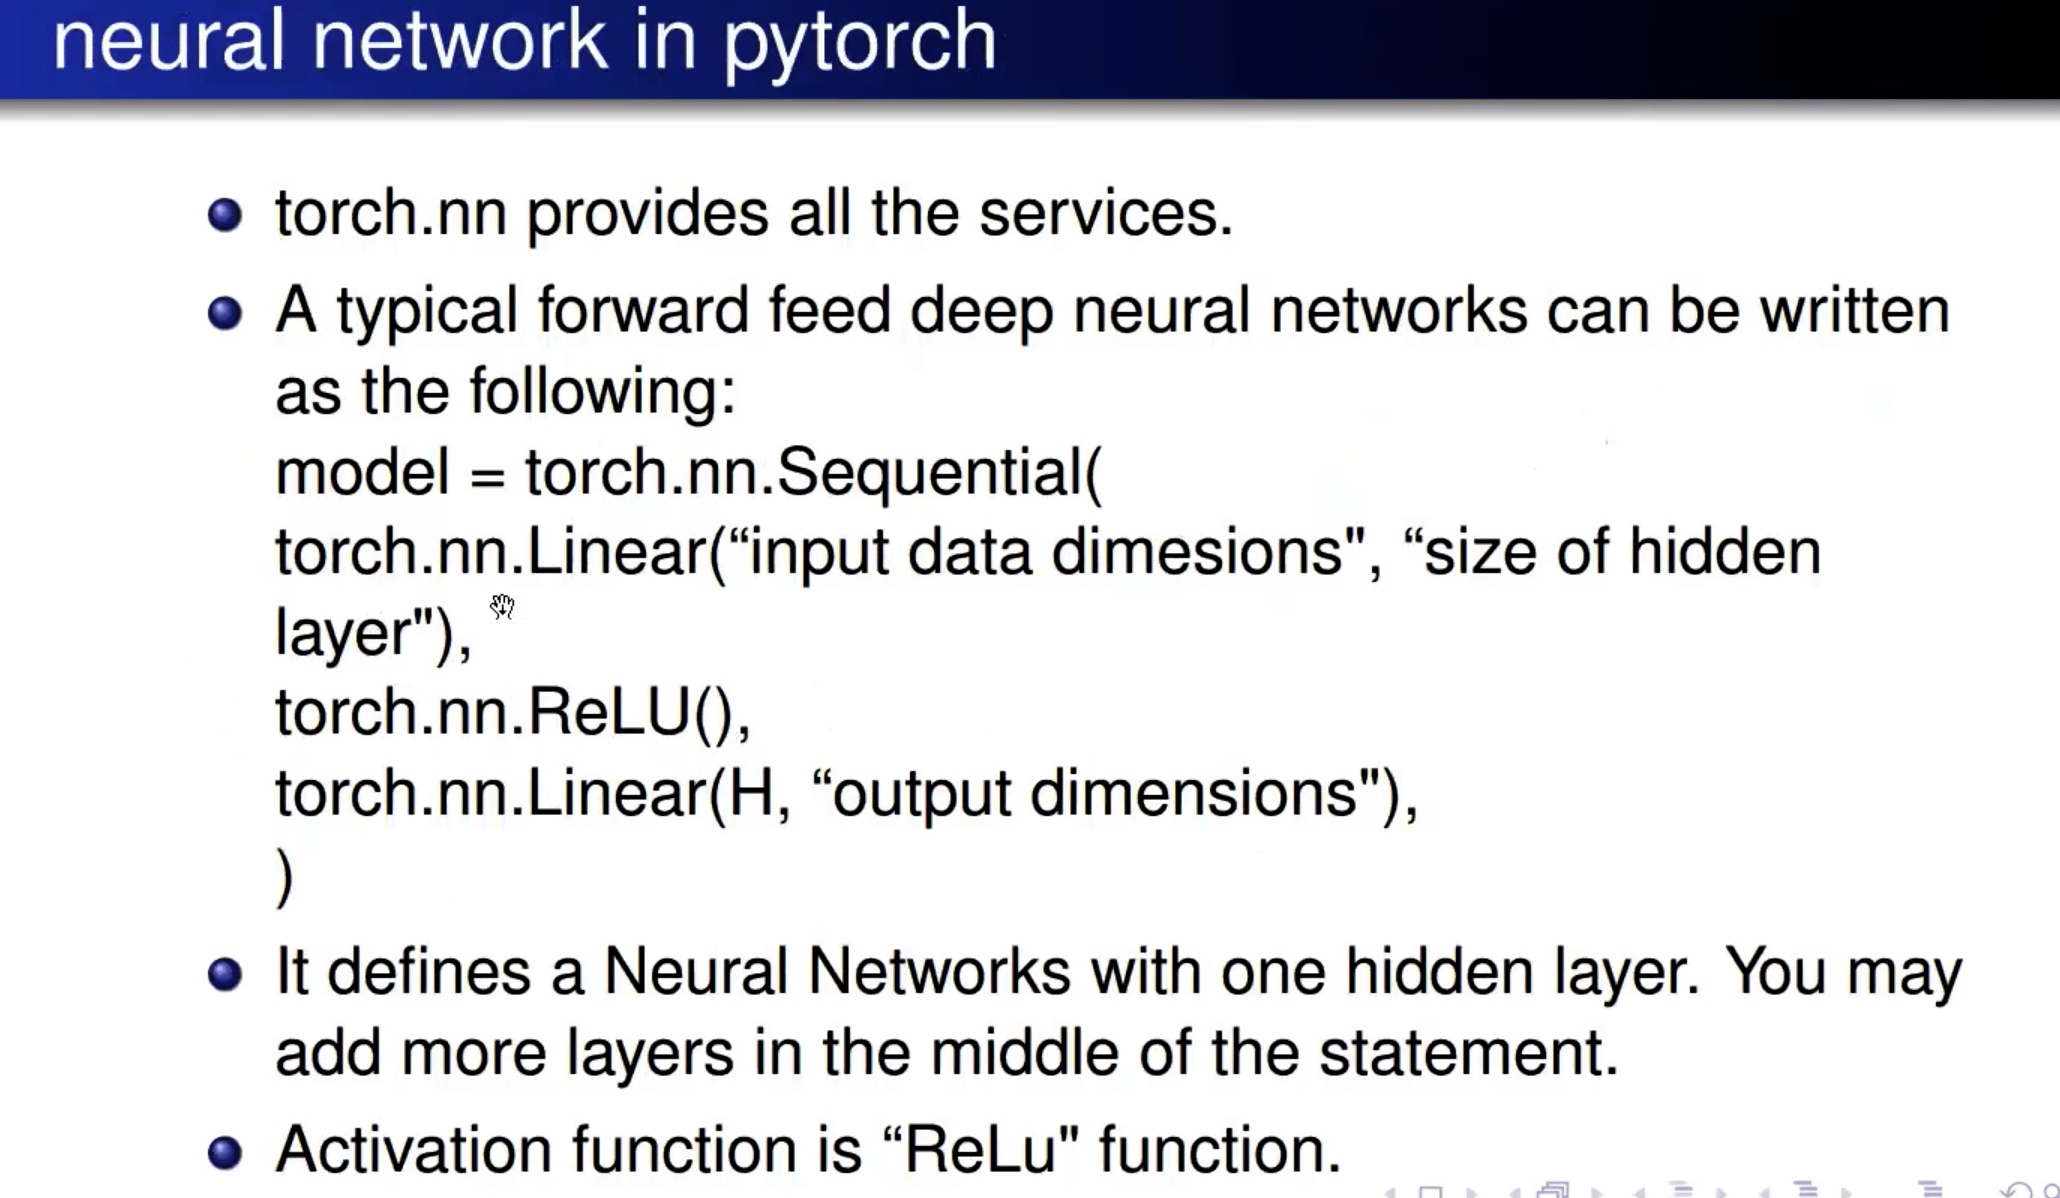 neural network in pytorch
torch.nn provides all the services.
A typical forward feed deep neural networks can be written
as the following:
model = torch.nn.Sequential(
torch.nn.Linear(“input data dimesions", “size of hidden
layer"),
torch.nn.ReLU(),
torch.nn.Linear(H, “output dimensions"),
)
It defines a Neural Networks with one hidden layer. You may
add more layers in the middle of the statement.
Activation function is “ReLu" function.